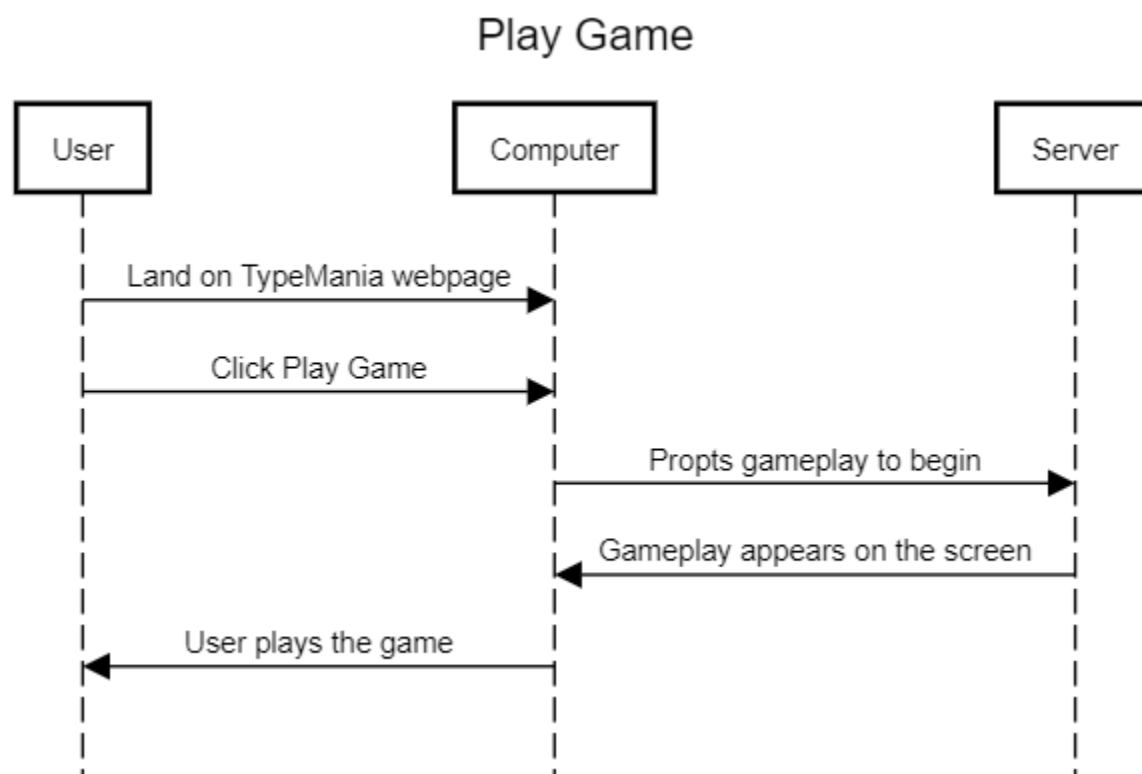 Play Game
User
Computer
Server
Land on TypeMania webpage
Click Play Game
Propts gameplay to begin
Gameplay appears on the screen
User plays the game